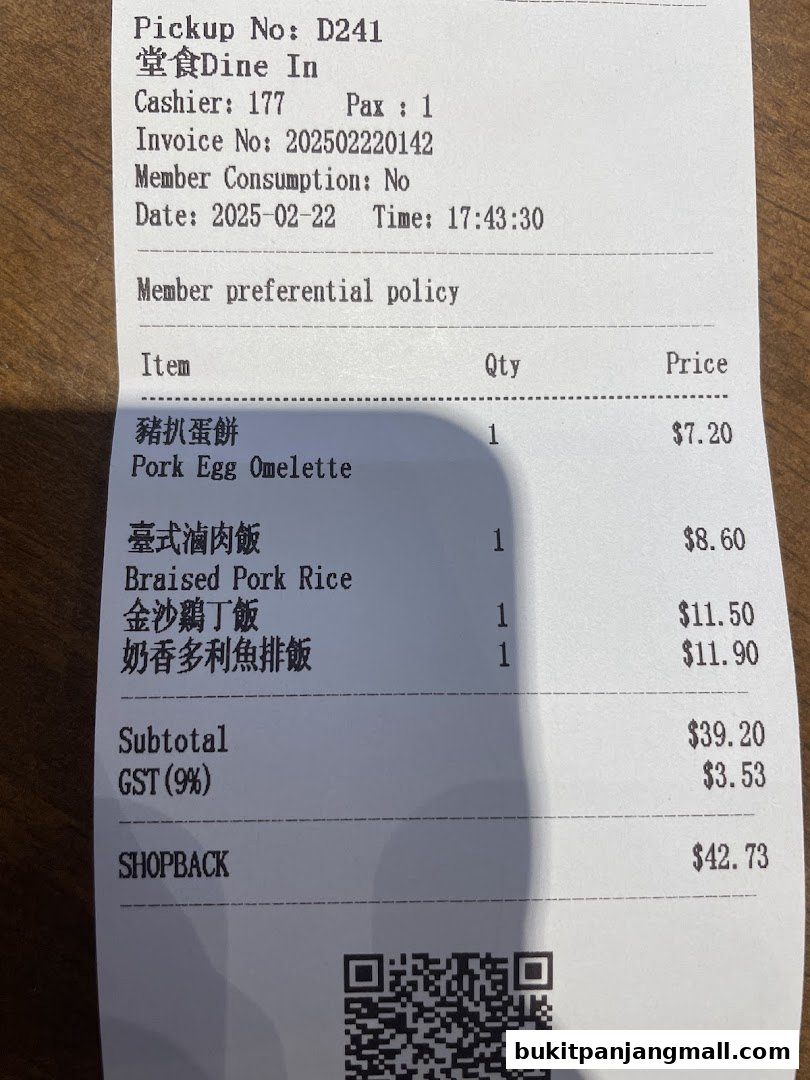 Pickup No: D241
堂食Dine In
Cashier: 177 Pax : 1
Invoice No: 202502220142
Member Consumption: No
Date: 2025-02-22 Time: 17:43:30
Member preferential policy
Item Qty Price
豬扒蛋餅 1 $7.20
Pork Egg Omelette
臺式滷肉飯 1 $8.60
Braised Pork Rice
金沙鷄丁飯 1 $11.50
奶香多利魚排飯 1 $11.90
Subtotal $39.20
GST(9%) $3.53
SHOPBACK $42.73
bukitpanjangmall.com